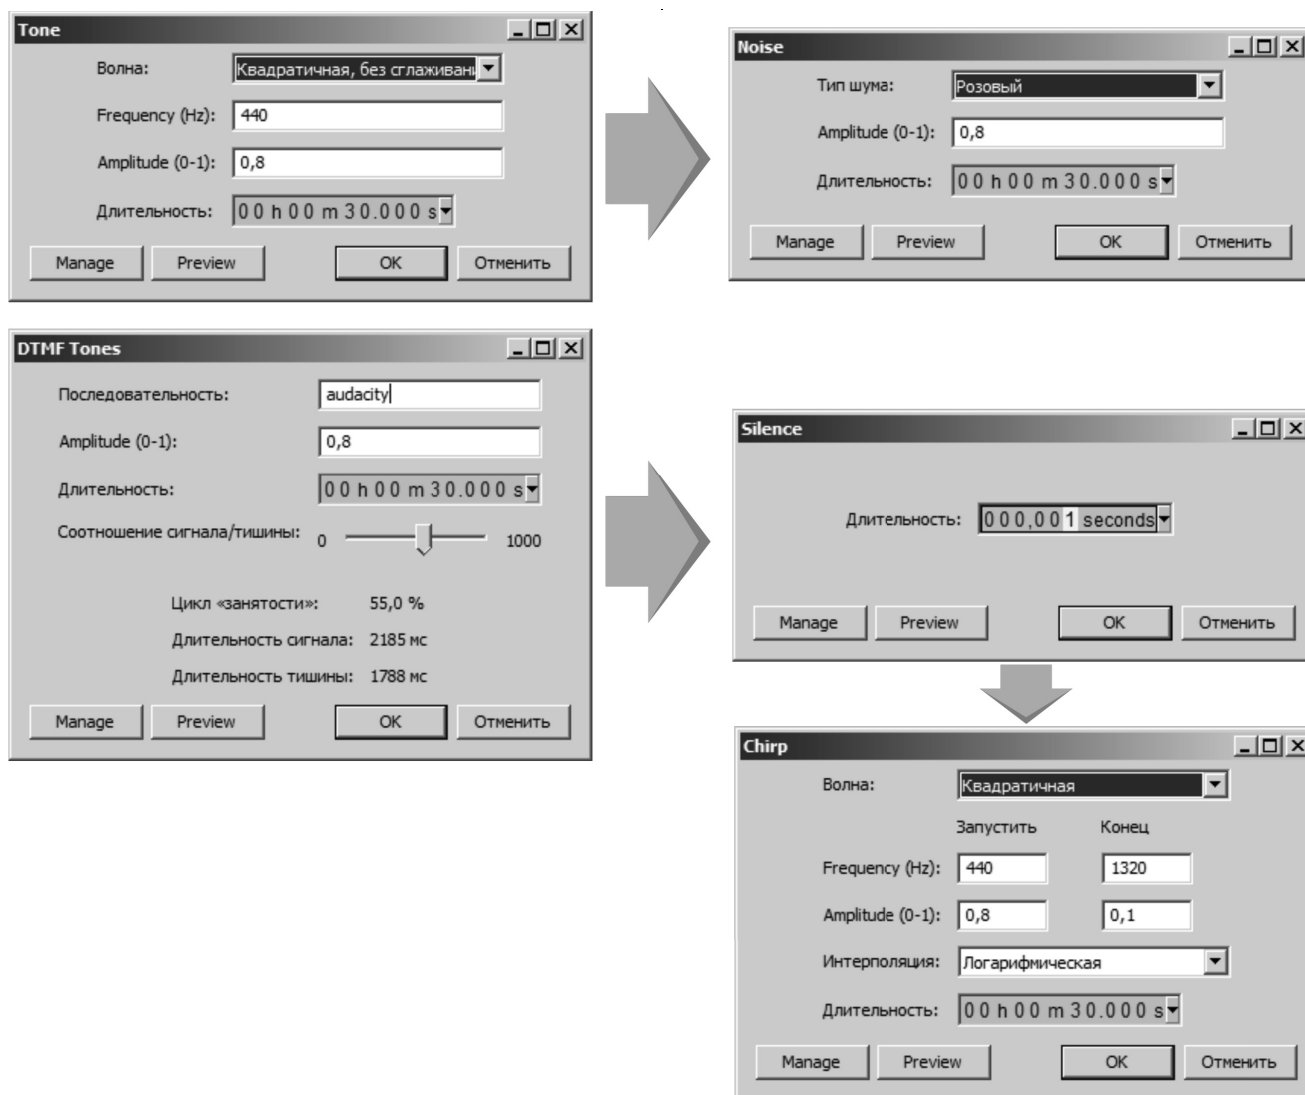 Tone
Волна: Квадратичная, без сглаживани
Frequency (Hz): 440
Amplitude (0-1): 0,8
Длительность: 00 h 00 m 30.000 s
Manage Preview OK Отменить
Noise
Тип шума: Розовый
Amplitude (0-1): 0,8
Длительность: 00 h 00 m 30.000 s
Manage Preview OK Отменить
DTMF Tones
Последовательность: audacity
Amplitude (0-1): 0,8
Длительность: 00 h 00 m 30.000 s
Соотношение сигнала/тишины: 0 1000
Цикл «занятости»: 55,0 %
Длительность сигнала: 2185 мс
Длительность тишины: 1788 мс
Manage Preview OK Отменить
Silence
Длительность: 000,001 seconds
Manage Preview OK Отменить
Chirp
Волна: Квадратичная
Запустить Конец
Frequency (Hz): 440 1320
Amplitude (0-1): 0,8 0,1
Интерполяция: Логарифмическая
Длительность: 00 h 00 m 30.000 s
Manage Preview OK Отменить